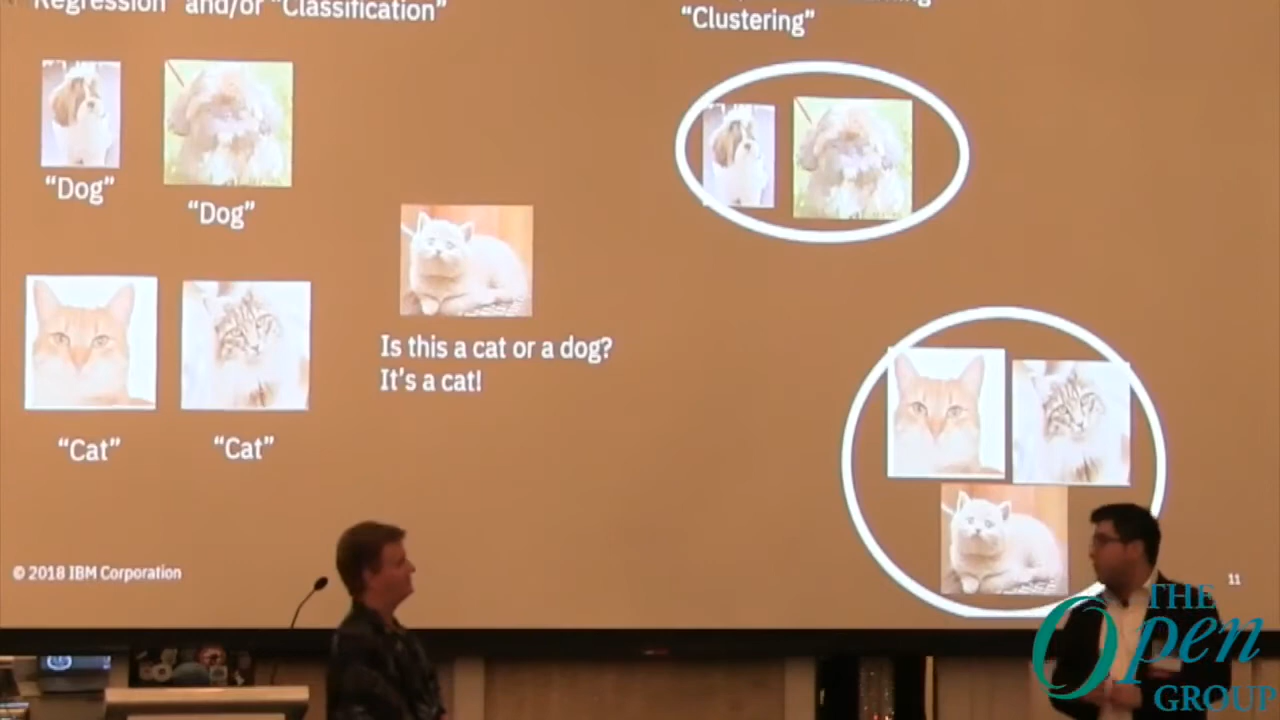 Regression" and/or "Classification"
"Clustering"
"Dog"
"Dog"
Is this a cat or a dog?
It's a cat!
"Cat"
"Cat"
© 2018 IBM Corporation
11
THE
Open
GROUP